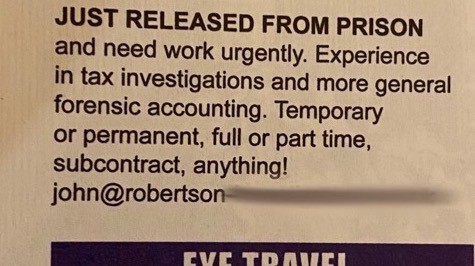 JUST RELEASED FROM PRISON
and need work urgently. Experience
in tax investigations and more general
forensic accounting. Temporary
or permanent, full or part time,
subcontract, anything!
john@robertson
EYE TRAVEL